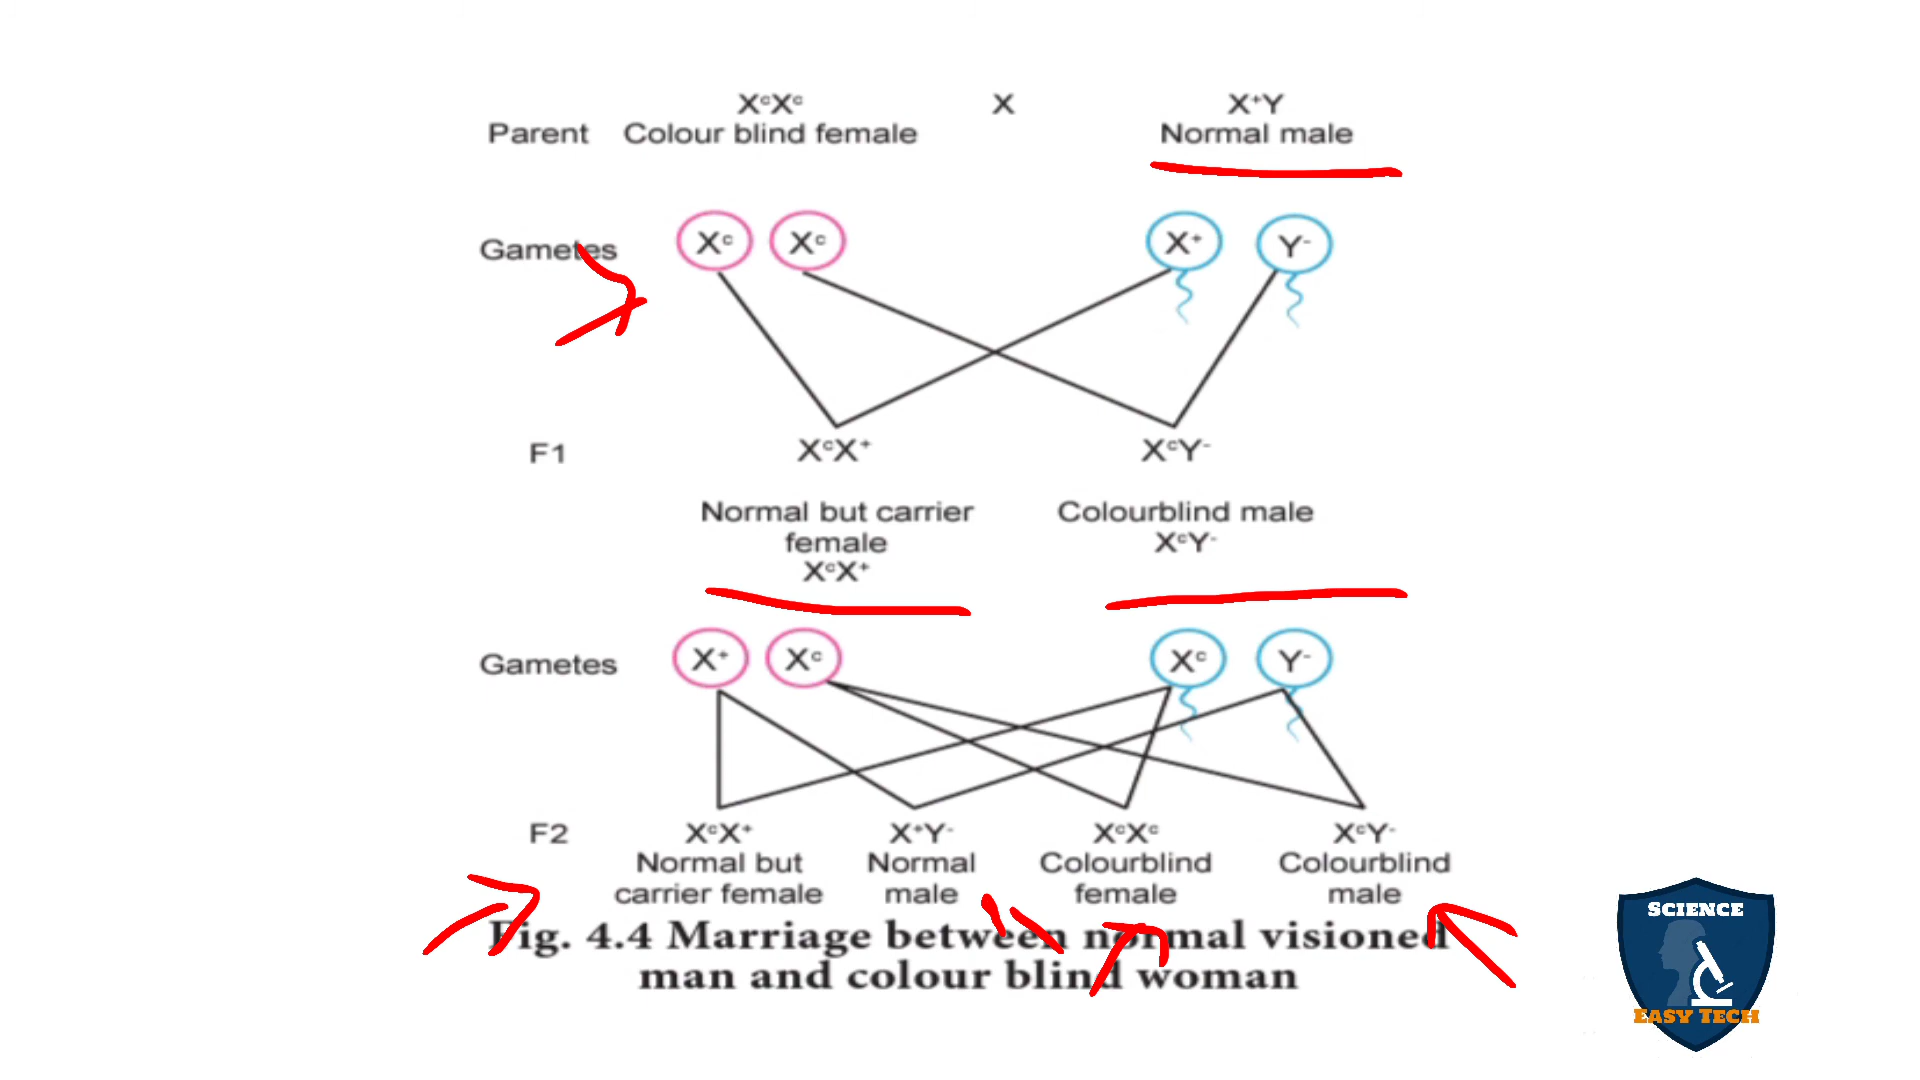 XᶜXᶜ X X⁺Y
Parent Colour blind female Normal male
Gametes Xᶜ Xᶜ X⁺ Y⁻
F1 XᶜX⁺ XᶜY⁻
Normal but carrier Colourblind male
female XᶜY⁻
XᶜX⁺
Gametes X⁺ Xᶜ Xᶜ Y⁻
F2 XᶜX⁺ X⁺Y⁻ XᶜXᶜ XᶜY⁻
Normal but Normal Colourblind Colourblind
carrier female male female male
Fig. 4.4 Marriage between normal visioned
man and colour blind woman
SCIENCE
EASY TECH